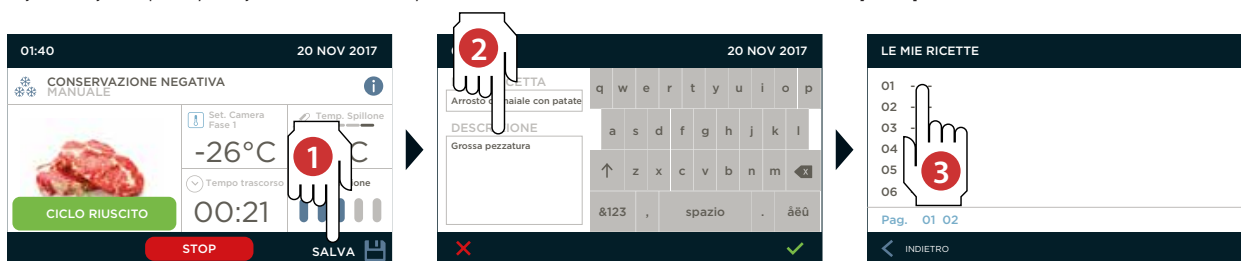 01:40 20 NOV 2017
CONSERVAZIONE NEGATIVA
MANUALE
Set. Camera
Fase 1
Temp. Spillone
-26°C
C
Tempo trascorso
00:21
CICLO RIUSCITO
STOP
SALVA
1
20 NOV 2017
2
Arrosto di maiale con patate
DESCRIZIONE
Grossa pezzatura
q w e r t y u i o p
a s d f g h j k l
z x c v b n m
&123 , spazio . åëû
LE MIE RICETTE
01 -
02 -
03
04
05
06
3
Pag. 01 02
INDIETRO